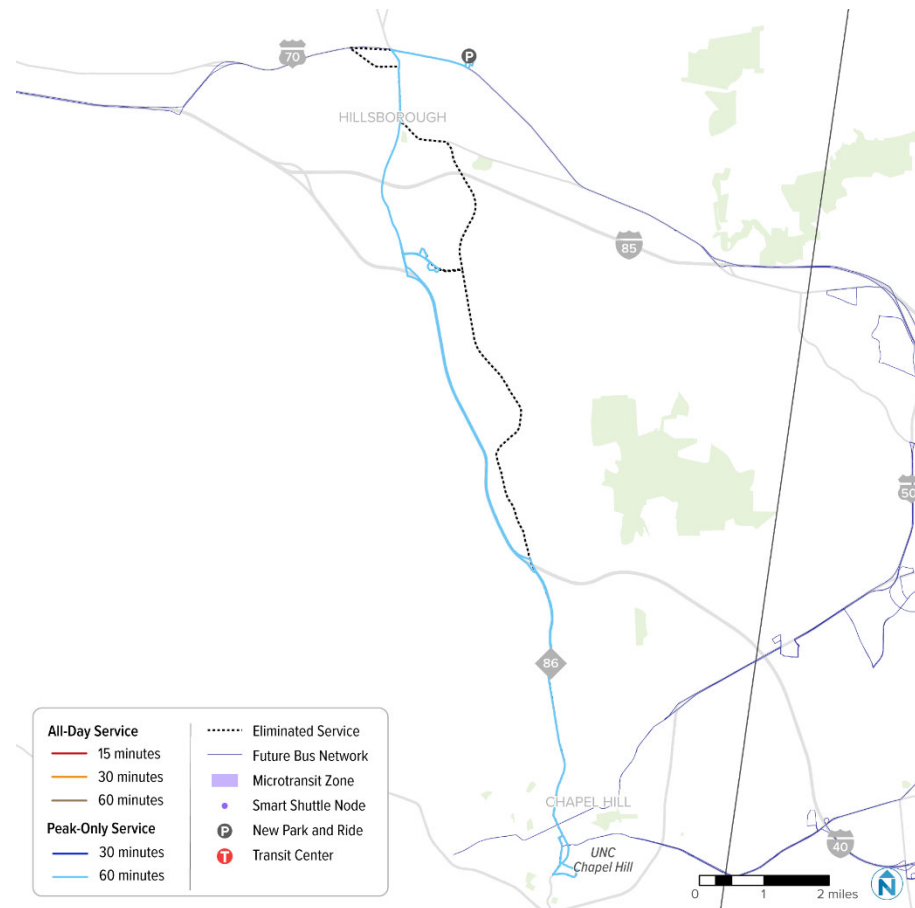 70
P
HILLSBOROUGH
85
50
86
CHAPEL HILL
UNC
Chapel Hill
40
All-Day Service
15 minutes
30 minutes
60 minutes
Peak-Only Service
30 minutes
60 minutes
Eliminated Service
Future Bus Network
Microtransit Zone
Smart Shuttle Node
P New Park and Ride
T Transit Center
0 1 2 miles
N